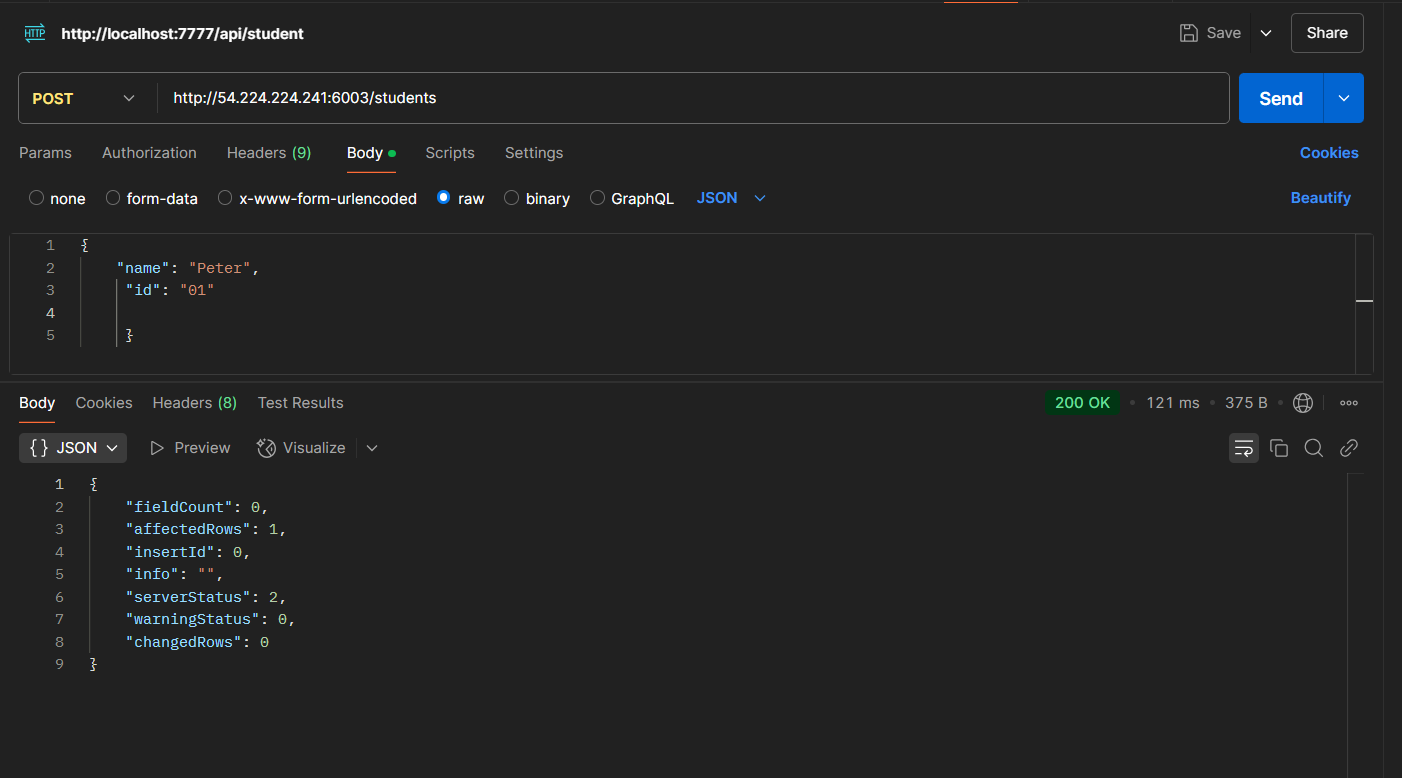 HTTP http://localhost:7777/api/student Save Share
POST http://54.224.224.241:6003/students Send
Params Authorization Headers (9) Body Scripts Settings Cookies
none form-data x-www-form-urlencoded raw binary GraphQL JSON Beautify
1 {
2 "name": "Peter",
3 "id": "01"
4
5 }
Body Cookies Headers (8) Test Results 200 OK • 121 ms • 375 B •
{} JSON Preview Visualize
1 {
2 "fieldCount": 0,
3 "affectedRows": 1,
4 "insertId": 0,
5 "info": "",
6 "serverStatus": 2,
7 "warningStatus": 0,
8 "changedRows": 0
9 }